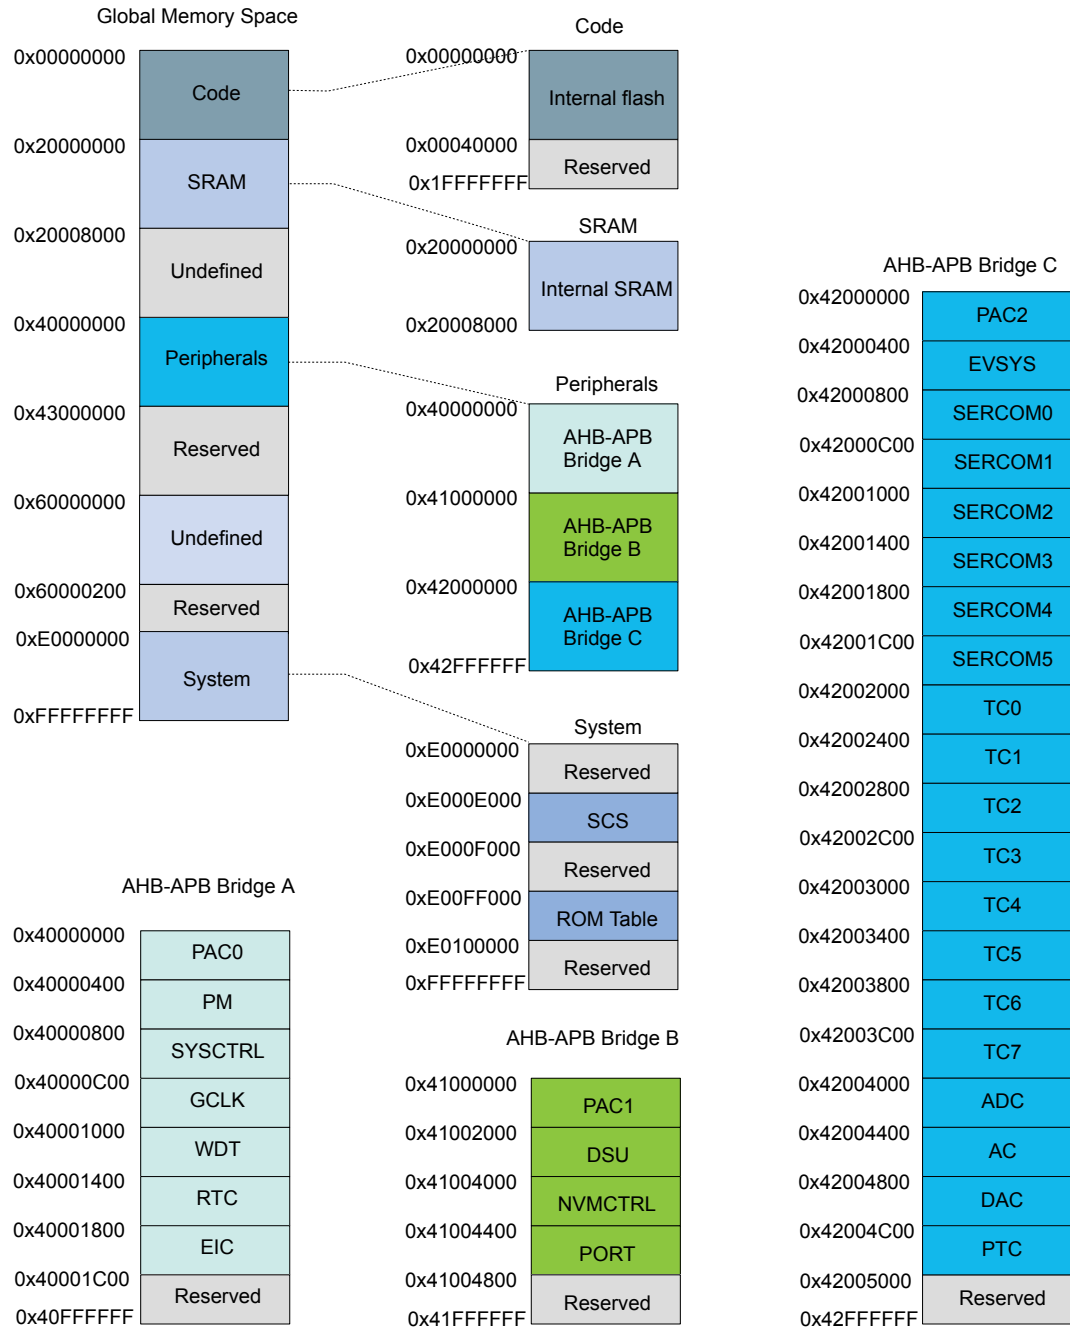 Global Memory Space
0x00000000
Code
0x20000000
SRAM
0x20008000
Undefined
0x40000000
Peripherals
0x43000000
Reserved
0x60000000
Undefined
0x60000200
Reserved
0xE0000000
System
0xFFFFFFFF
Code
0x00000000
Internal flash
0x00040000
Reserved
0x1FFFFFFF
SRAM
0x20000000
Internal SRAM
0x20008000
Peripherals
0x40000000
AHB-APB
Bridge A
0x41000000
AHB-APB
Bridge B
0x42000000
AHB-APB
Bridge C
0x42FFFFFF
System
0xE0000000
Reserved
0xE000E000
SCS
0xE000F000
Reserved
0xE00FF000
ROM Table
0xE0100000
Reserved
0xFFFFFFFF
AHB-APB Bridge A
0x40000000
PAC0
0x40000400
PM
0x40000800
SYSCTRL
0x40000C00
GCLK
0x40001000
WDT
0x40001400
RTC
0x40001800
EIC
0x40001C00
Reserved
0x40FFFFFF
AHB-APB Bridge B
0x41000000
PAC1
0x41002000
DSU
0x41004000
NVMCTRL
0x41004400
PORT
0x41004800
Reserved
0x41FFFFFF
AHB-APB Bridge C
0x42000000
PAC2
0x42000400
EVSYS
0x42000800
SERCOM0
0x42000C00
SERCOM1
0x42001000
SERCOM2
0x42001400
SERCOM3
0x42001800
SERCOM4
0x42001C00
SERCOM5
0x42002000
TC0
0x42002400
TC1
0x42002800
TC2
0x42002C00
TC3
0x42003000
TC4
0x42003400
TC5
0x42003800
TC6
0x42003C00
TC7
0x42004000
ADC
0x42004400
AC
0x42004800
DAC
0x42004C00
PTC
0x42005000
Reserved
0x42FFFFFF